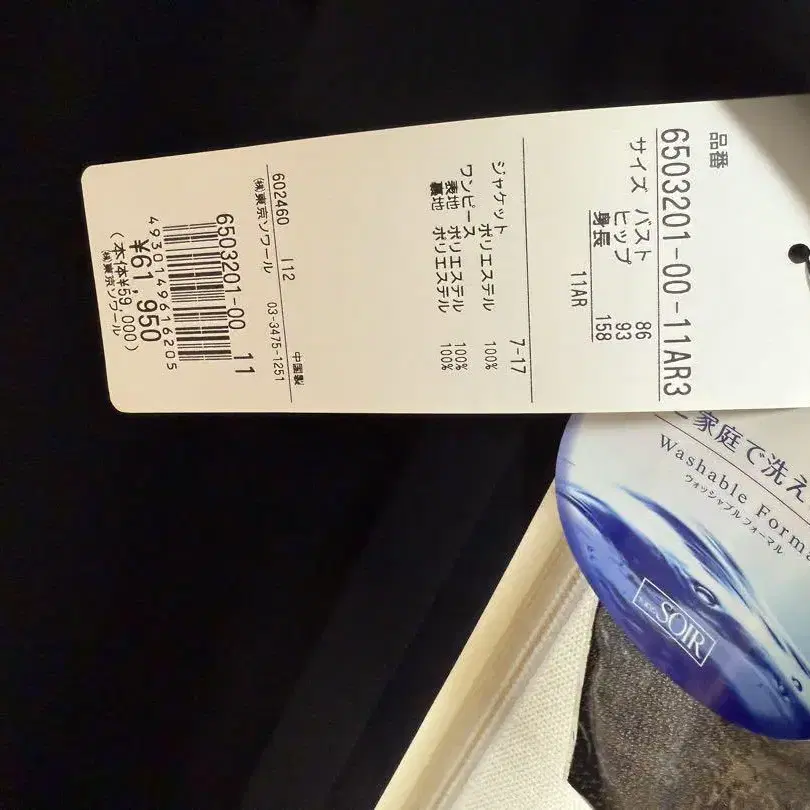 品番
6503201-00-11AR3
サイズ バスト 86
ヒップ 93
身長 158
11AR
7-17
ジャケット ポリエステル 100%
ワンピース
表地 ポリエステル 100%
裏地 ポリエステル 100%
中国製
602460 I12
㈱東京ソワール 03-3475-1251
6503201-00 11
4930149616205
¥61,950
(本体¥59,000)
㈱東京ソワール
ご家庭で洗え
Washable Forma
ウォッシャブルフォーマル
TOKYO SOIR